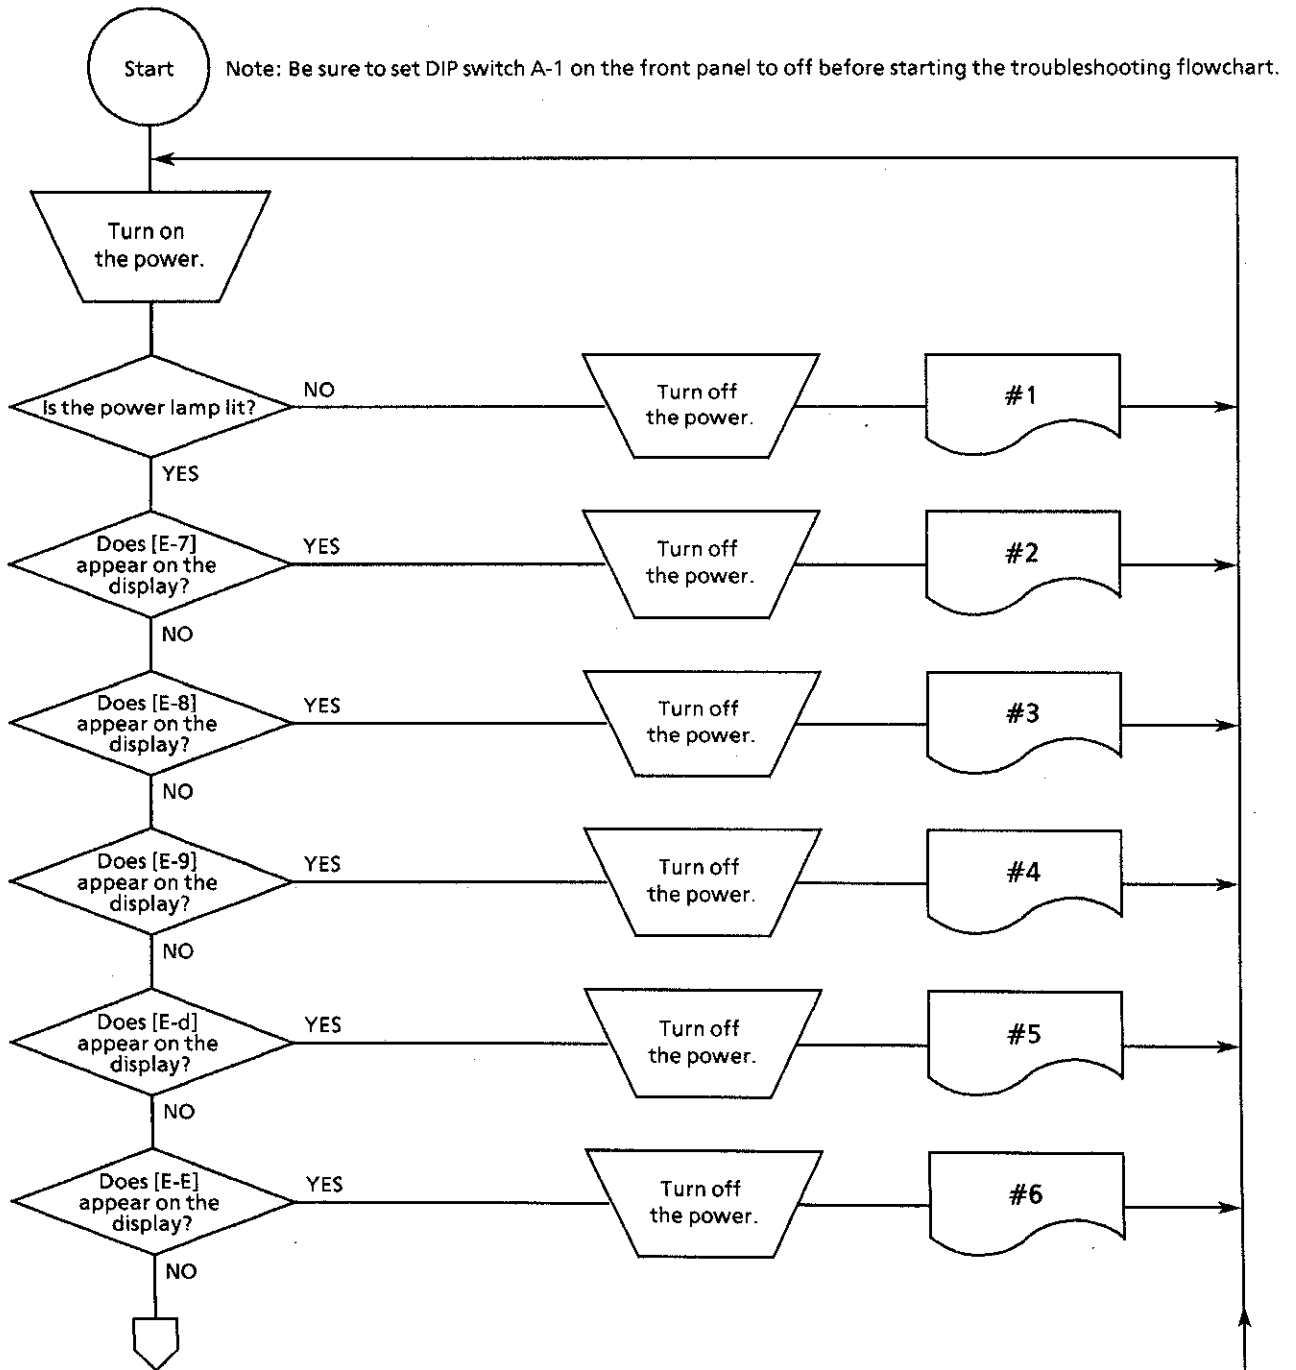 Start
Note: Be sure to set DIP switch A-1 on the front panel to off before starting the troubleshooting flowchart.
Turn on
the power.
Is the power lamp lit?
NO
Turn off
the power.
#1
YES
Does [E-7]
appear on the
display?
YES
Turn off
the power.
#2
NO
Does [E-8]
appear on the
display?
YES
Turn off
the power.
#3
NO
Does [E-9]
appear on the
display?
YES
Turn off
the power.
#4
NO
Does [E-d]
appear on the
display?
YES
Turn off
the power.
#5
NO
Does [E-E]
appear on the
display?
YES
Turn off
the power.
#6
NO